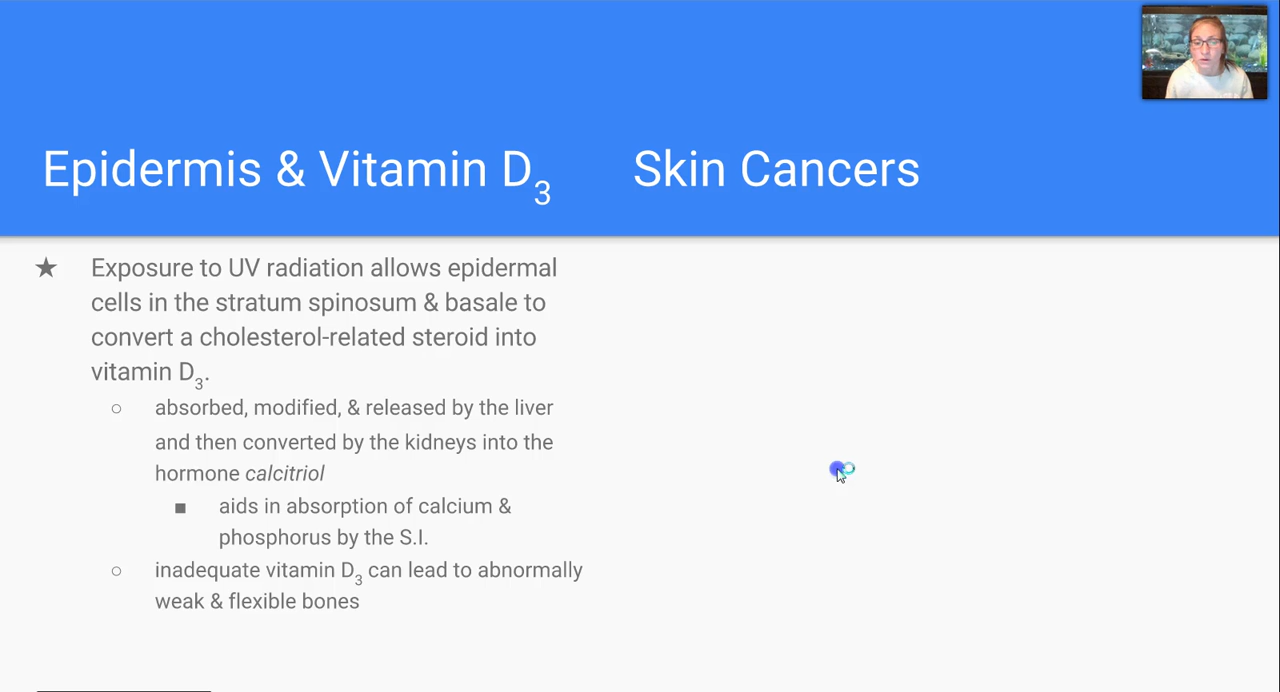 Epidermis & Vitamin D3
Skin Cancers
★ Exposure to UV radiation allows epidermal
cells in the stratum spinosum & basale to
convert a cholesterol-related steroid into
vitamin D3.
○ absorbed, modified, & released by the liver
and then converted by the kidneys into the
hormone calcitriol
■ aids in absorption of calcium &
phosphorus by the S.I.
○ inadequate vitamin D3 can lead to abnormally
weak & flexible bones